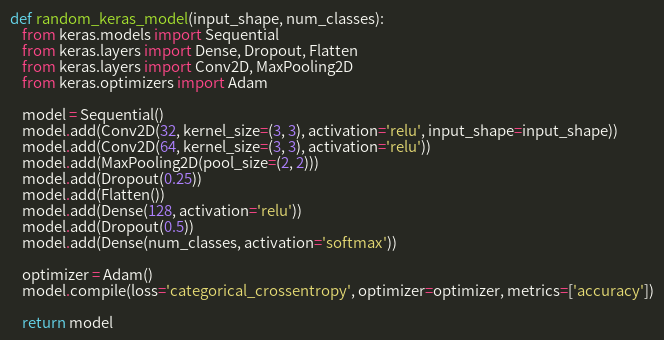 def random_keras_model(input_shape, num_classes):
    from keras.models import Sequential
    from keras.layers import Dense, Dropout, Flatten
    from keras.layers import Conv2D, MaxPooling2D
    from keras.optimizers import Adam

    model = Sequential()
    model.add(Conv2D(32, kernel_size=(3, 3), activation='relu', input_shape=input_shape))
    model.add(Conv2D(64, kernel_size=(3, 3), activation='relu'))
    model.add(MaxPooling2D(pool_size=(2, 2)))
    model.add(Dropout(0.25))
    model.add(Flatten())
    model.add(Dense(128, activation='relu'))
    model.add(Dropout(0.5))
    model.add(Dense(num_classes, activation='softmax'))

    optimizer = Adam()
    model.compile(loss='categorical_crossentropy', optimizer=optimizer, metrics=['accuracy'])

    return model